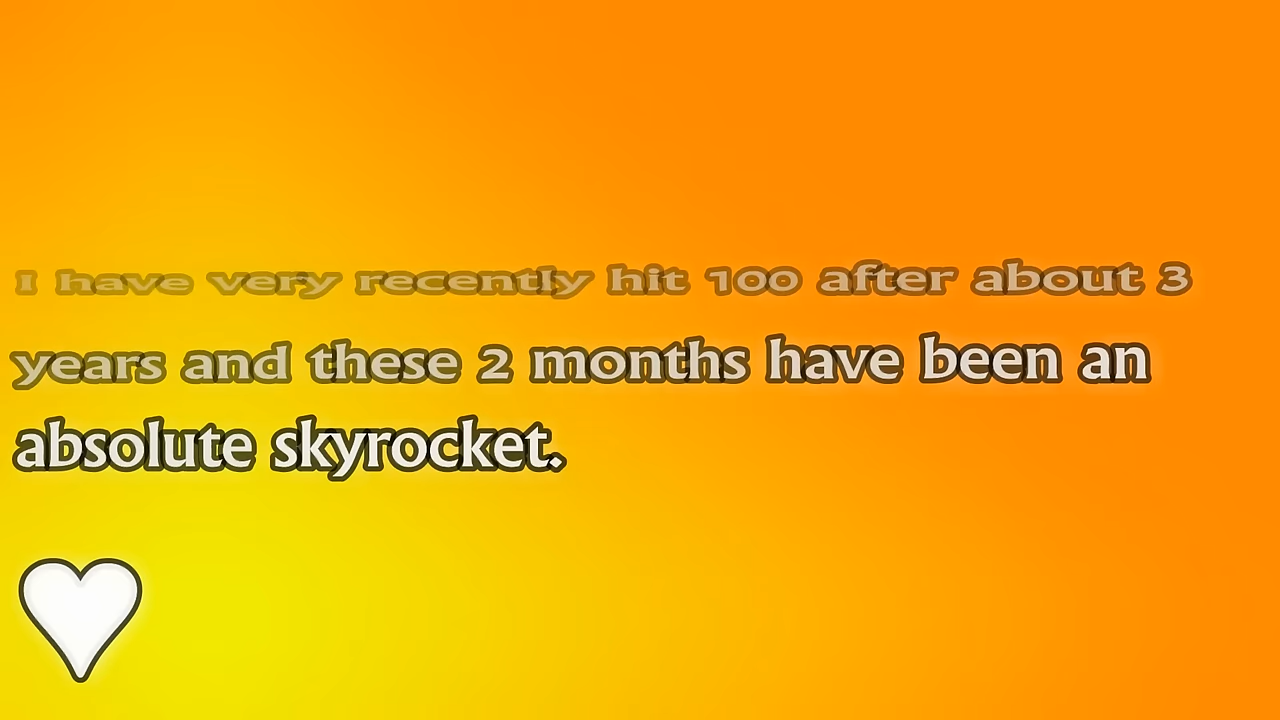 I have very recently hit 100 after about 3
years and these 2 months have been an
absolute skyrocket.